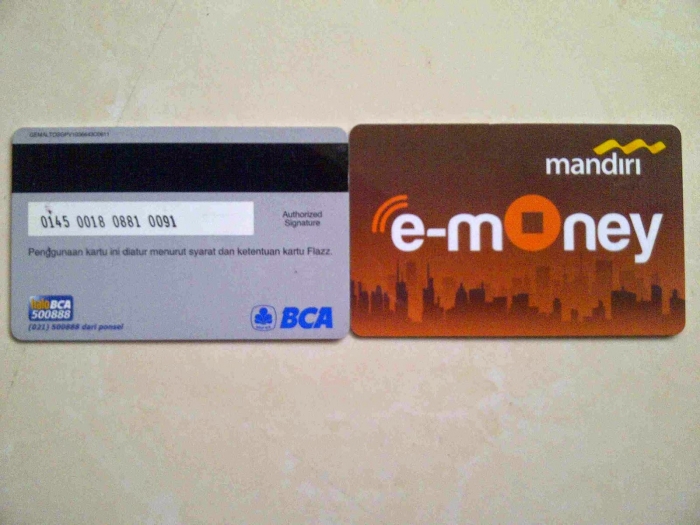 0145 0018 0881 0091
Authorized
Signature
Penggunaan kartu ini diatur menurut syarat dan ketentuan kartu Flazz.
HaloBCA
500888
(021) 500888 dari ponsel
BCA
mandiri
e-money